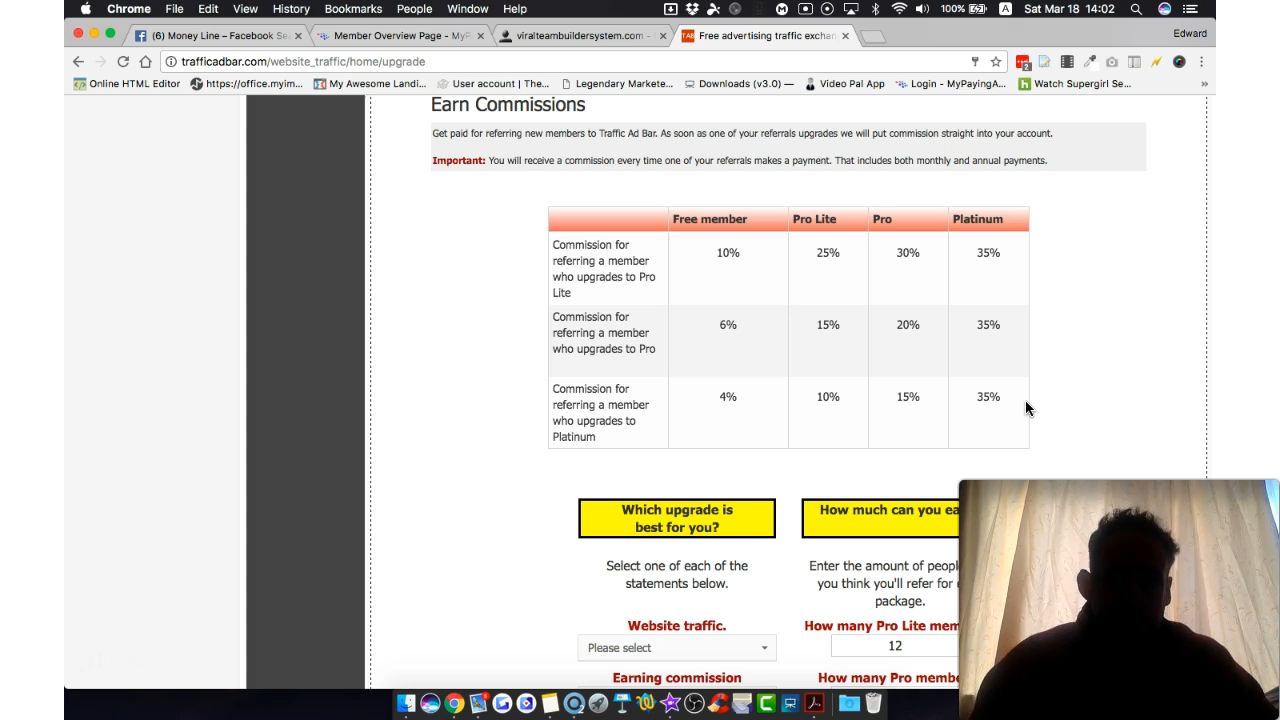 Chrome File Edit View History Bookmarks People Window Help 100% Sat Mar 18 14:02
(6) Money Line – Facebook Se Member Overview Page - MyP viralteambuildersystem.com - Free advertising traffic exchan Edward
trafficadbar.com/website_traffic/home/upgrade
Online HTML Editor https://office.myim... My Awesome Landi... User account | The... Legendary Markete... Downloads (v3.0) — Video Pal App Login - MyPayingA... Watch Supergirl Se... »
Earn Commissions
Get paid for referring new members to Traffic Ad Bar. As soon as one of your referrals upgrades we will put commission straight into your account.
Important: You will receive a commission every time one of your referrals makes a payment. That includes both monthly and annual payments.
Free member Pro Lite Pro Platinum
Commission for
referring a member
who upgrades to Pro
Lite
10% 25% 30% 35%
Commission for
referring a member
who upgrades to Pro
6% 15% 20% 35%
Commission for
referring a member
who upgrades to
Platinum
4% 10% 15% 35%
Which upgrade is
best for you?
Select one of each of the
statements below.
Website traffic.
Please select
Earning commission
How much can you ea
Enter the amount of peopl
you think you'll refer for e
package.
How many Pro Lite mem
12
How many Pro membe